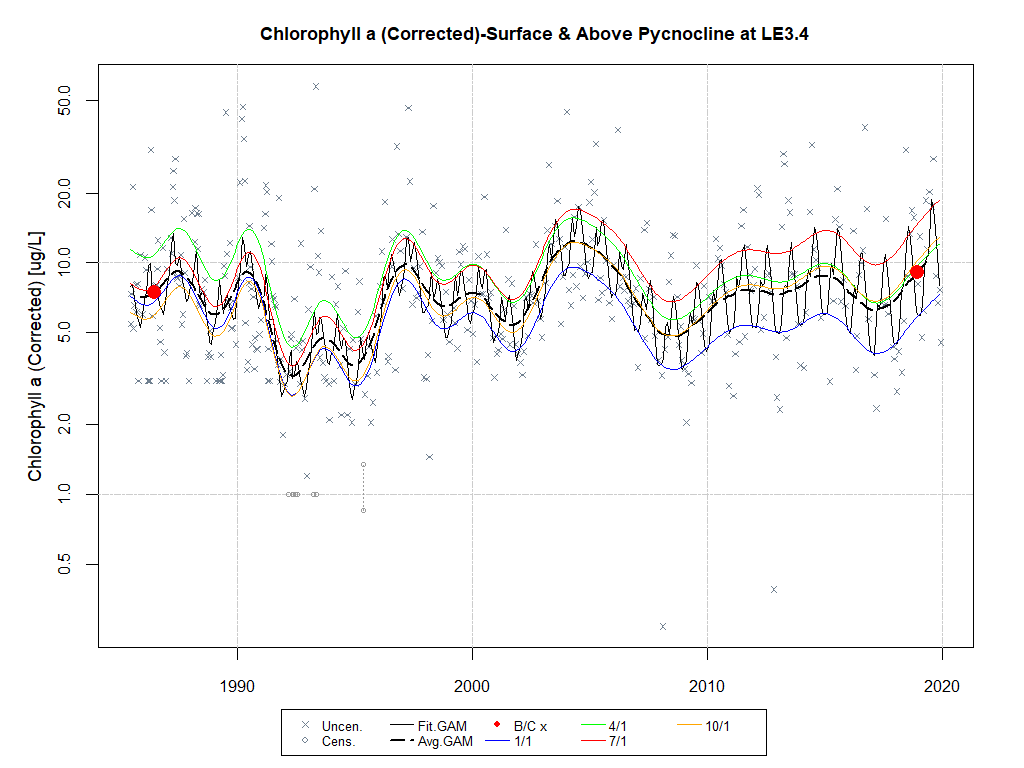 Chlorophyll a (Corrected)-Surface & Above Pycnocline at LE3.4
Chlorophyll a (Corrected) [ug/L]
50.0
20.0
10.0
5.0
2.0
1.0
0.5
1990 2000 2010 2020
Uncen. Fit.GAM B/C x 4/1 10/1
Cens. Avg.GAM 1/1 7/1